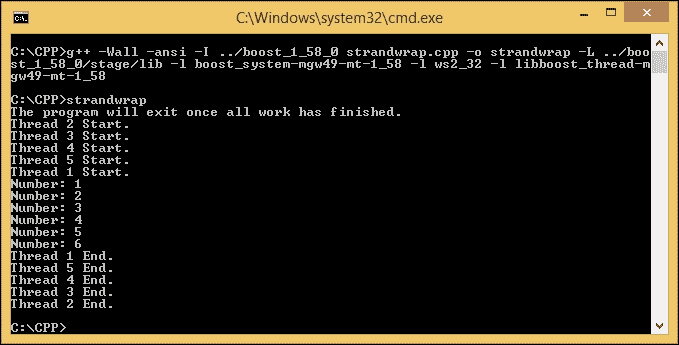 C:\Windows\system32\cmd.exe
C:\CPP>g++ -Wall -ansi -I ../boost_1_58_0 strandwrap.cpp -o strandwrap -L ../boo
st_1_58_0/stage/lib -l boost_system-mgw49-mt-1_58 -l ws2_32 -l libboost_thread-m
gw49-mt-1_58
C:\CPP>strandwrap
The program will exit once all work has finished.
Thread 2 Start.
Thread 3 Start.
Thread 4 Start.
Thread 5 Start.
Thread 1 Start.
Number: 1
Number: 2
Number: 3
Number: 4
Number: 5
Number: 6
Thread 1 End.
Thread 5 End.
Thread 4 End.
Thread 3 End.
Thread 2 End.
C:\CPP>